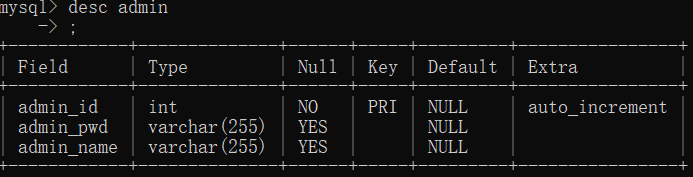 mysql> desc admin
    -> ;
+------------+--------------+------+-----+---------+----------------+
| Field      | Type         | Null | Key | Default | Extra          |
+------------+--------------+------+-----+---------+----------------+
| admin_id   | int          | NO   | PRI | NULL    | auto_increment |
| admin_pwd  | varchar(255) | YES  |     | NULL    |                |
| admin_name | varchar(255) | YES  |     | NULL    |                |
+------------+--------------+------+-----+---------+----------------+